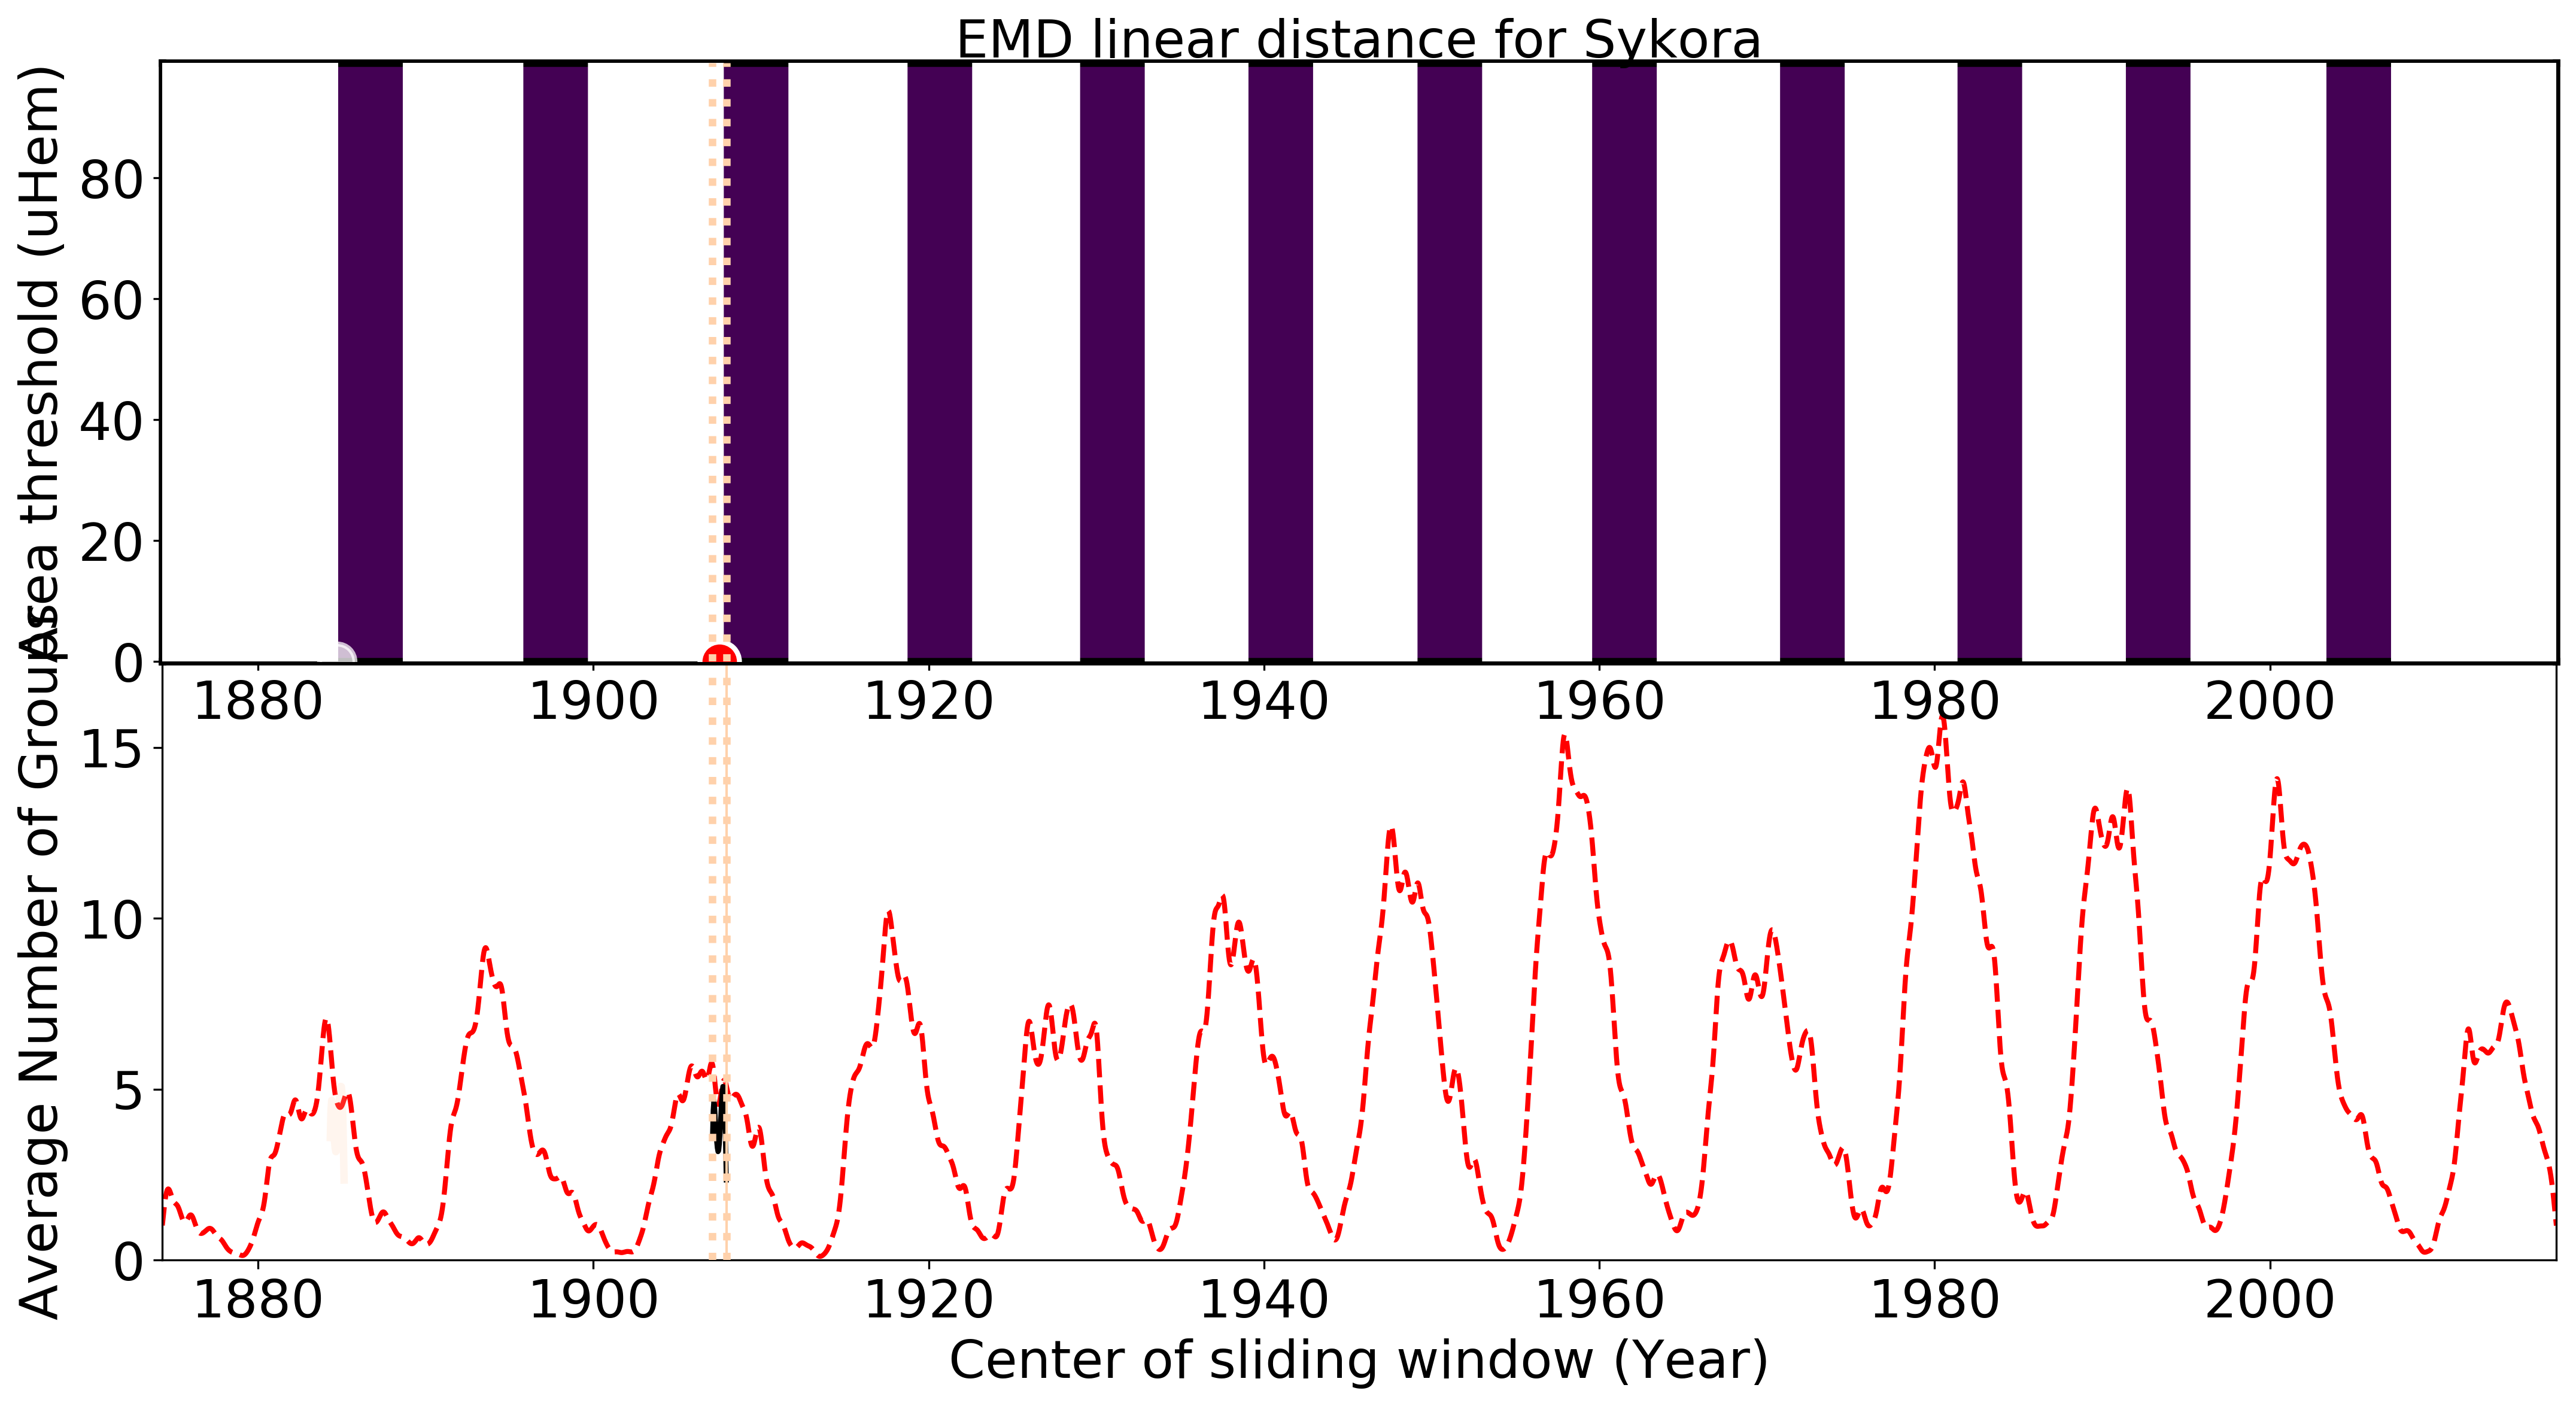 EMD linear distance for Sykora
Area threshold (uHem)
80
60
40
20
0
1880 1900 1920 1940 1960 1980 2000
Average Number of Groups
15
10
5
0
1880 1900 1920 1940 1960 1980 2000
Center of sliding window (Year)